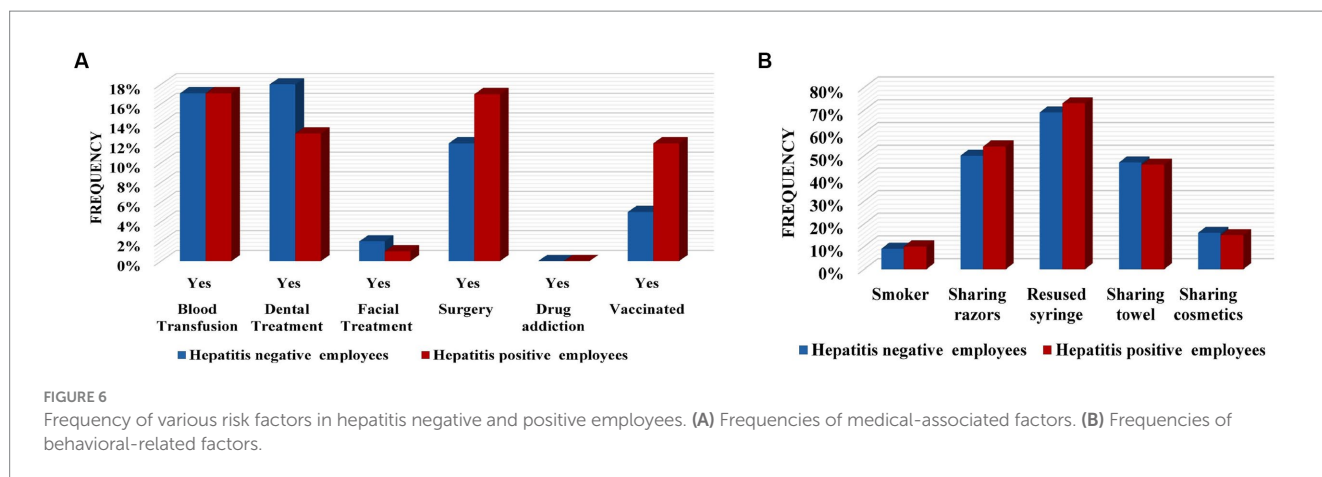 A
FREQUENCY
18%
16%
14%
12%
10%
8%
6%
4%
2%
0%
Yes Yes Yes Yes Yes Yes
Blood Dental Facial Surgery Drug Vaccinated
Transfusion Treatment Treatment addiction
Hepatitis negative employees Hepatitis positive employees
B
FREQUENCY
80%
70%
60%
50%
40%
30%
20%
10%
0%
Smoker Sharing Resused Sharing Sharing
razors syringe towel cosmetics
Hepatitis negative employees Hepatitis positive employees
FIGURE 6
Frequency of various risk factors in hepatitis negative and positive employees. (A) Frequencies of medical-associated factors. (B) Frequencies of
behavioral-related factors.